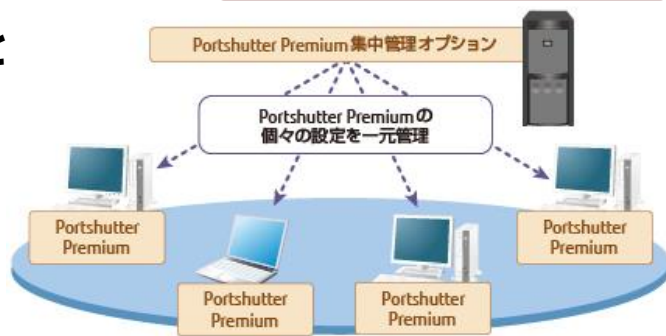 と
Portshutter Premium 集中管理オプション
Portshutter Premiumの
個々の設定を一元管理
Portshutter
Premium
Portshutter
Premium
Portshutter
Premium
Portshutter
Premium